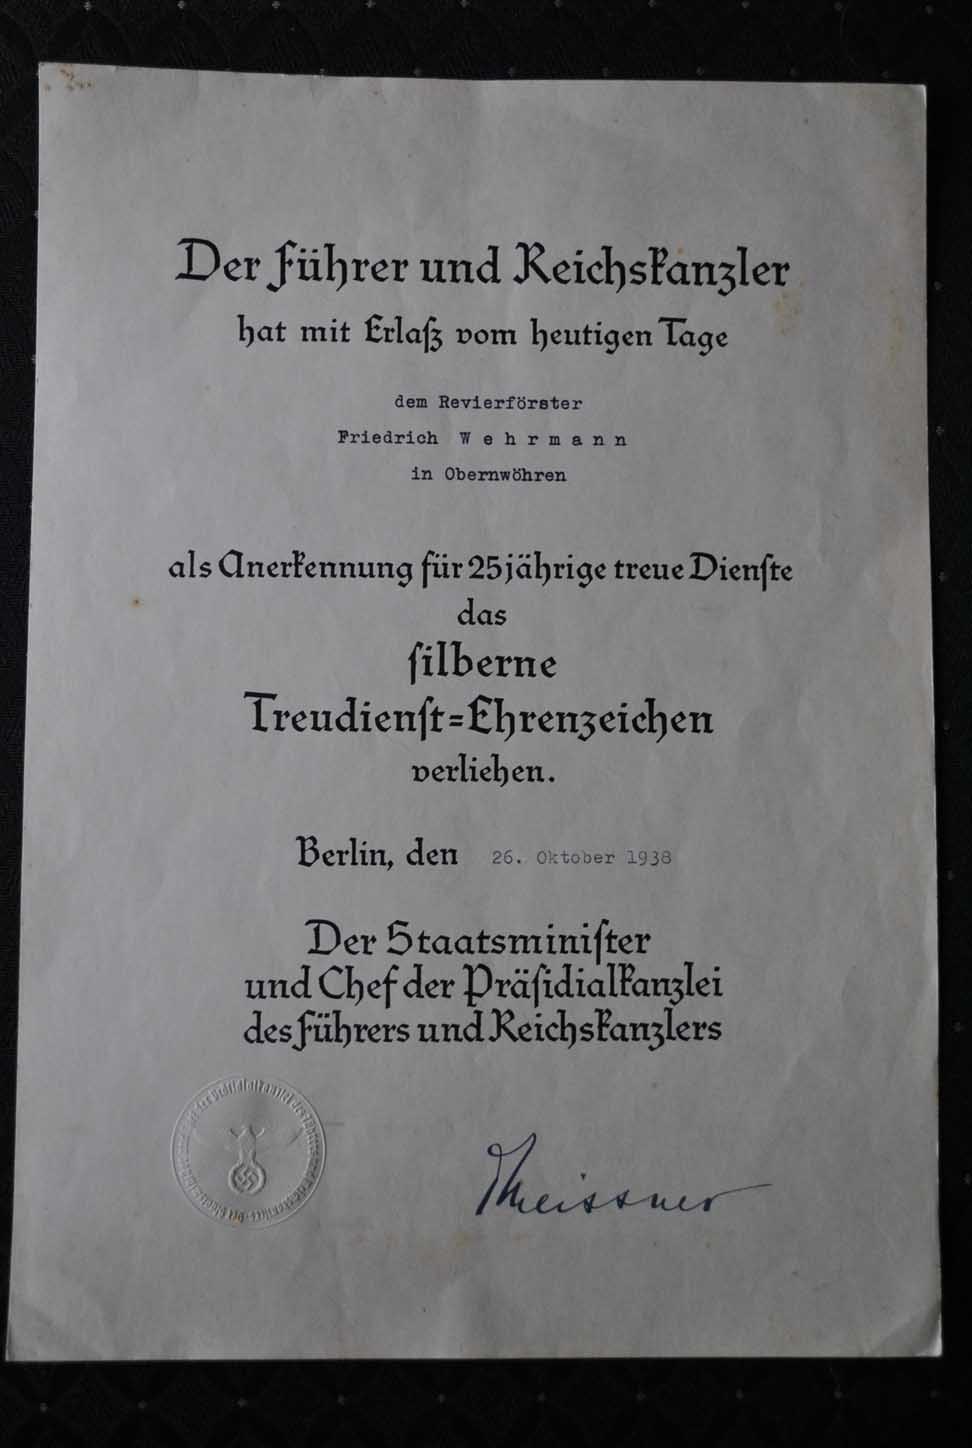 Der Führer und Reichskanzler
hat mit Erlaß vom heutigen Tage
dem Revierförster
Friedrich W e h r m a n n
in Obernwöhren
als Anerkennung für 25jährige treue Dienſte
das
ſilberne
Treudienſt=Ehrenzeichen
verliehen.
Berlin, den 26. Oktober 1938
Der Staatsminiſter
und Chef der Präſidialkanzlei
des Führers und Reichskanzlers
Meissner